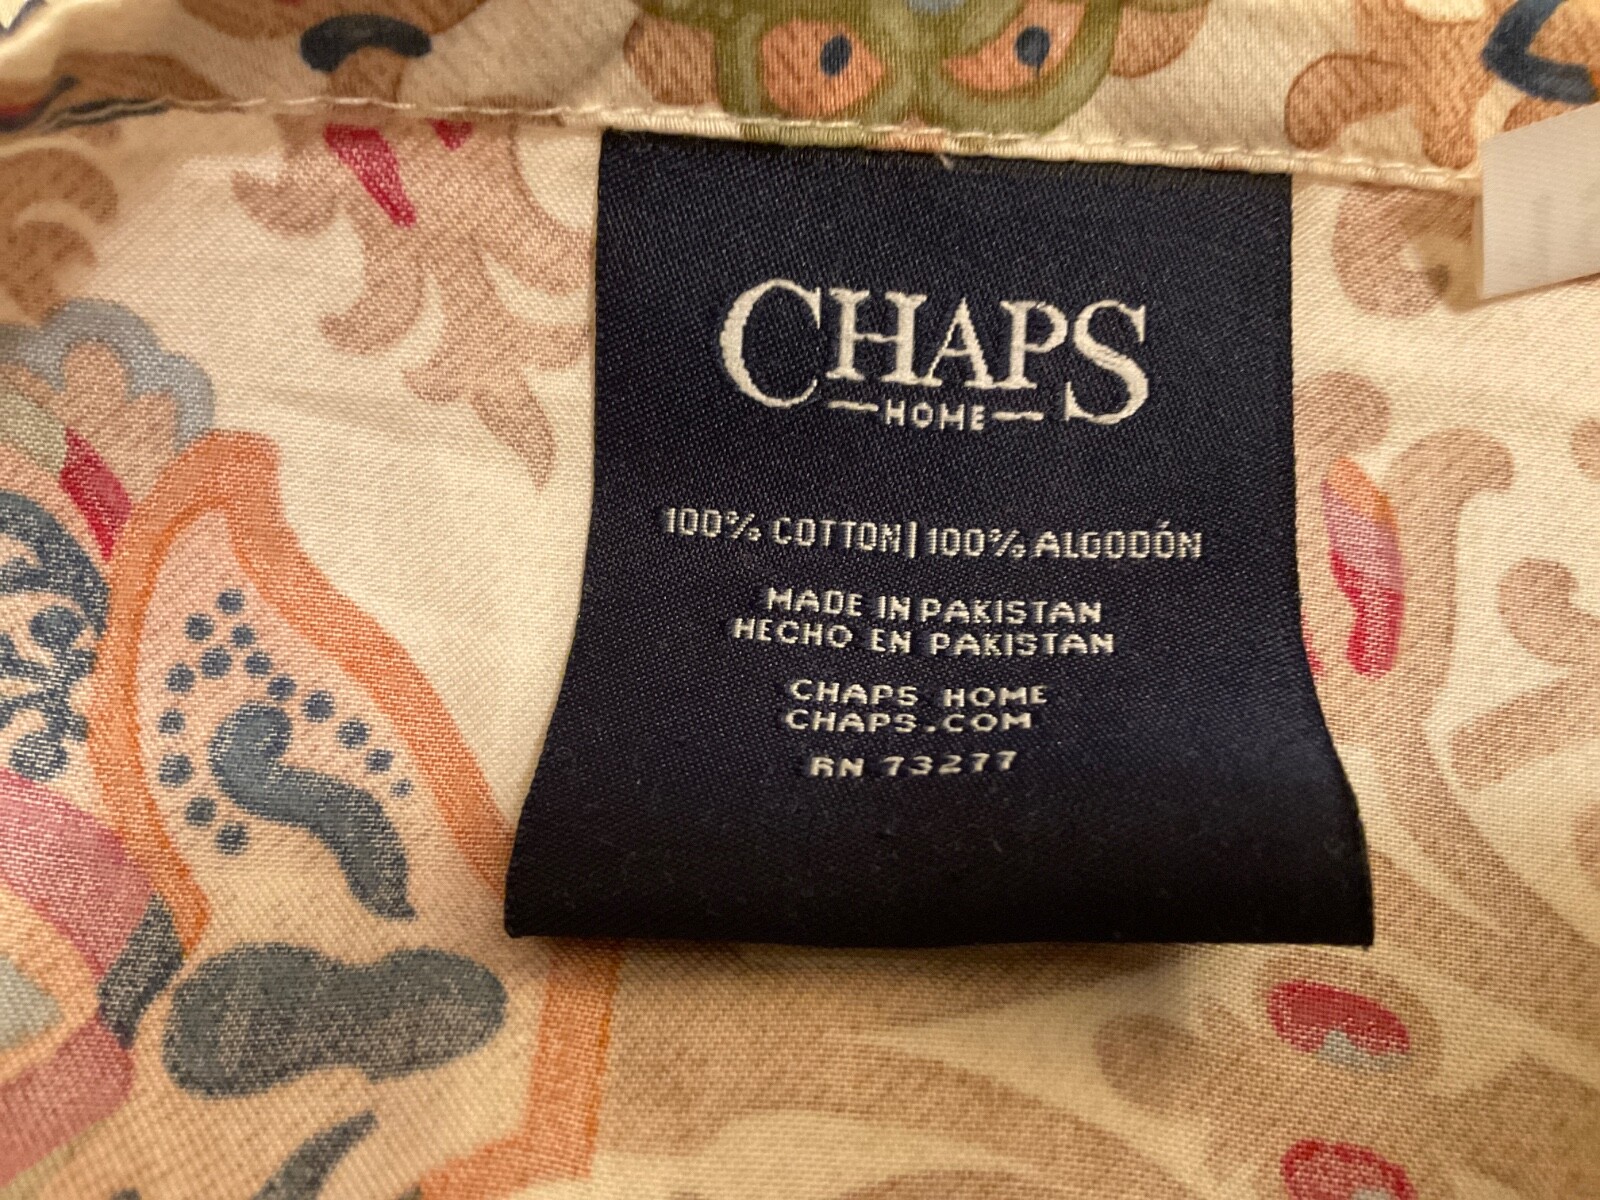 CHAPS
HOME
100% COTTON | 100% ALGODÓN
MADE IN PAKISTAN
HECHO EN PAKISTAN
CHAPS HOME
CHAPS.COM
RN 73277